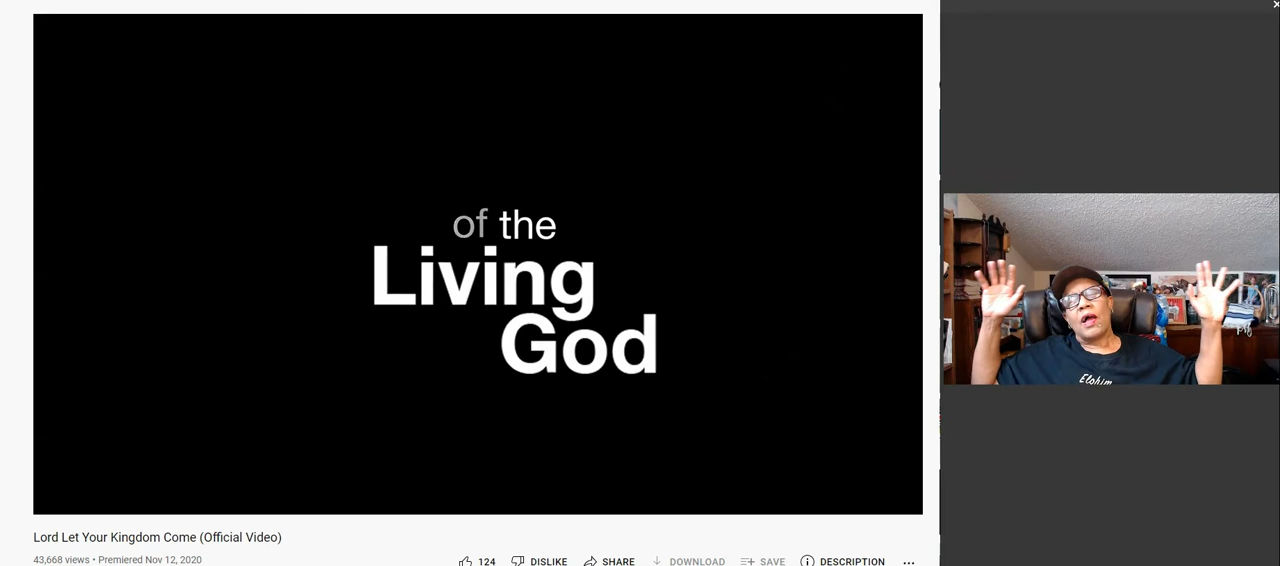 of the
Living
God
Lord Let Your Kingdom Come (Official Video)
43,668 views • Premiered Nov 12, 2020
124 DISLIKE SHARE DOWNLOAD SAVE DESCRIPTION ...
Elohim